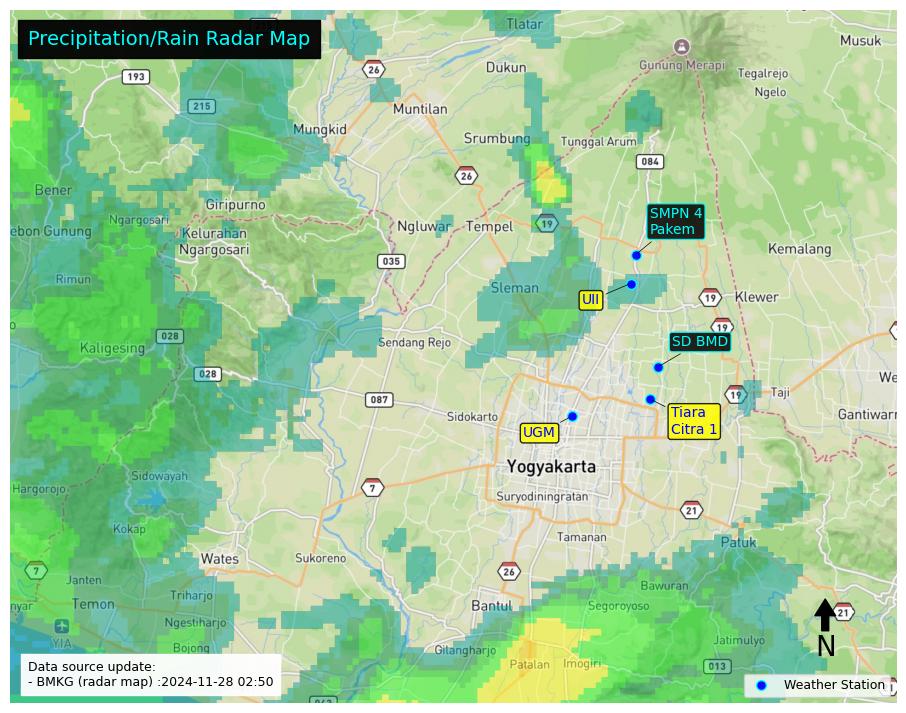 Precipitation/Rain Radar Map
Tlatar
Musuk
26
Dukun
Gunung Merapi
193
Tegalrejo
Ngelo
215
Muntilan
Mungkid
Srumbung
Tunggal Arum
084
26
Bener
Giripurno
SMPN 4
Pakem
Ngargosari
Ngluwar
Tempel
19
ebon Gunung
Kelurahan
Ngargosari
Kemalang
035
Rimun
Sleman
UII
19
Klewer
19
028
Sendang Rejo
SD BMD
Kaligesing
028
We
087
19
Taji
Sidokarto
Tiara
Citra 1
Gantiwarn
UGM
Yogyakarta
Sidowayah
Hargorojo
7
Suryodiningratan
21
Kokap
Tamanan
Patuk
Wates
Sukoreno
7
26
Janten
Bawuran
Triharjo
nyar
Temon
Bantul
Segoroyoso
21
Ngestiharjo
YIA
Jatimulyo
N
Bojong
Gitangharjo
Patalan
Imogiri
013
Data source update:
- BMKG (radar map) :2024-11-28 02:50
Weather Station